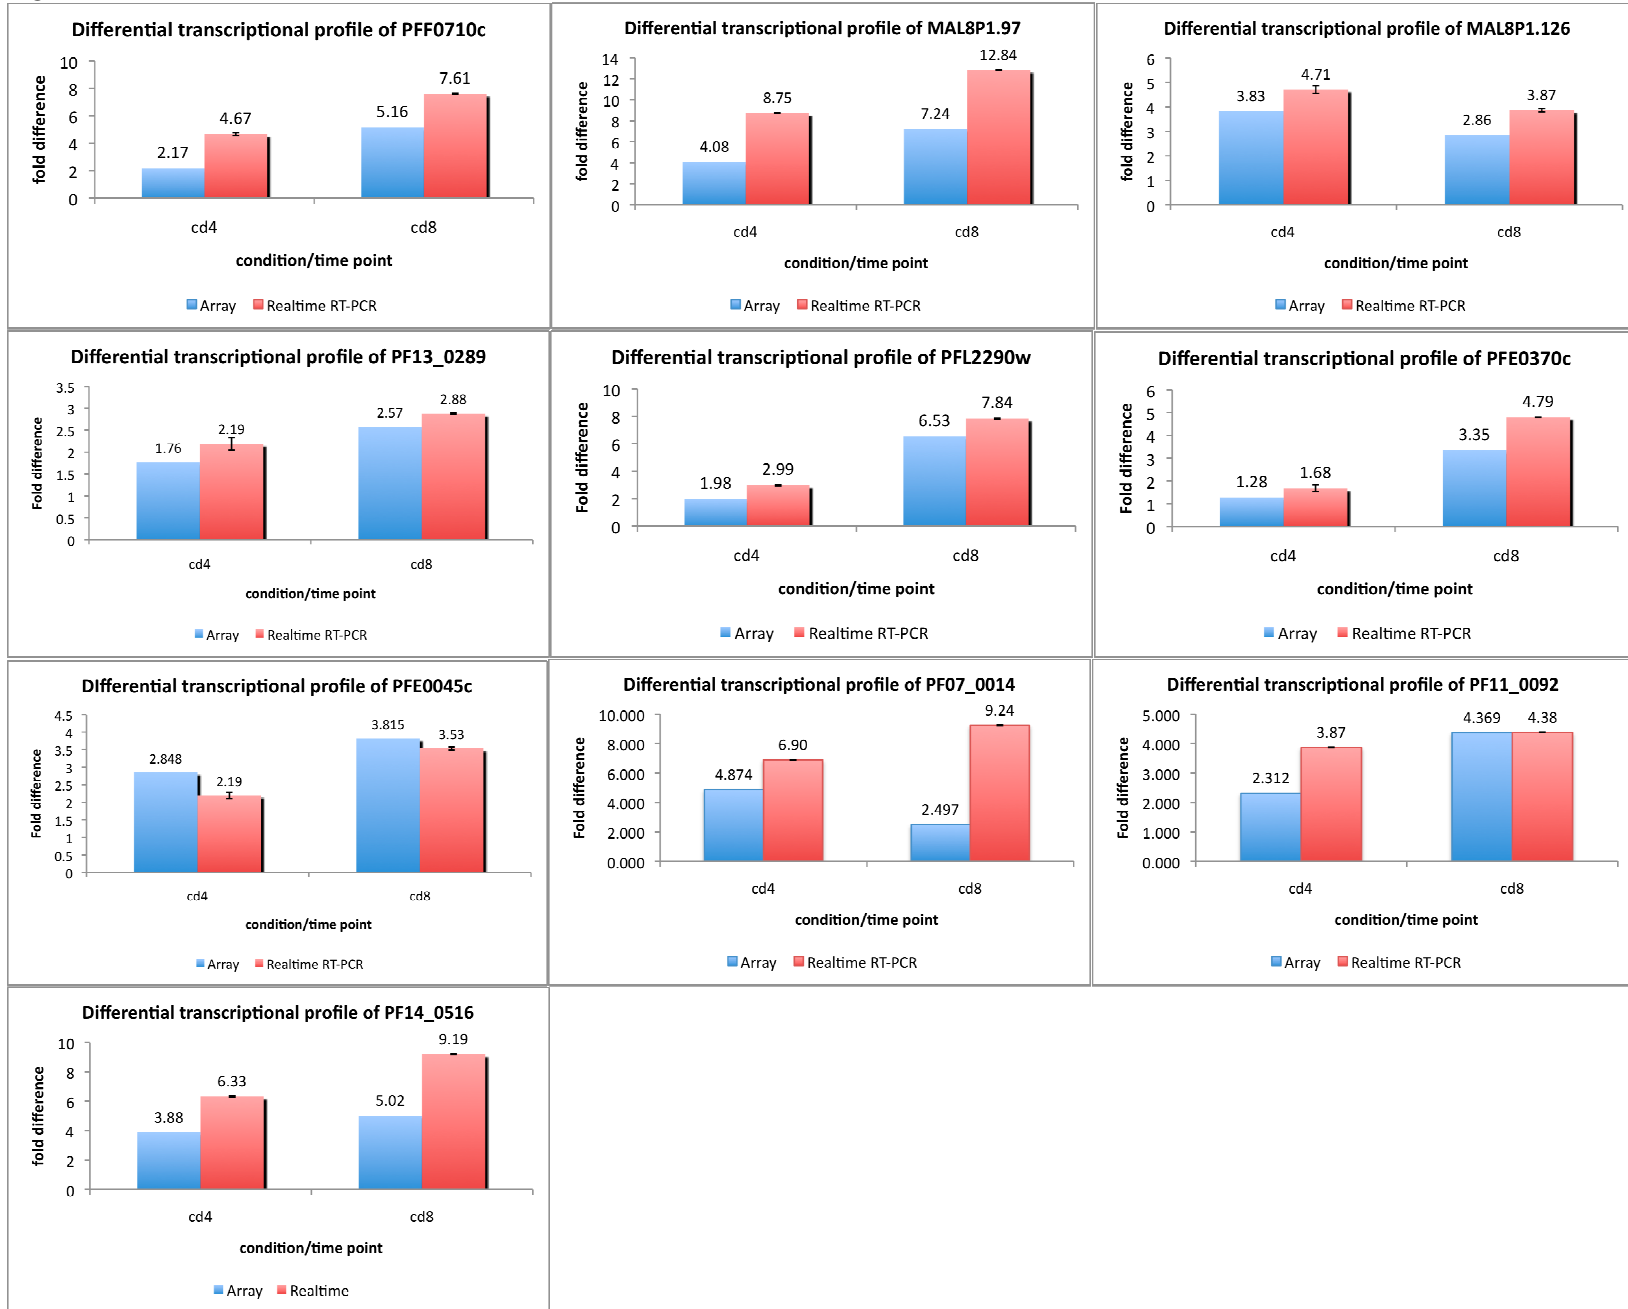 Differential transcriptional profile of PFF0710c
fold difference
10
8
6
4
2
0
2.17
4.67
5.16
7.61
cd4
cd8
condition/time point
Array Realtime RT-PCR
Differential transcriptional profile of MAL8P1.97
fold difference
14
12
10
8
6
4
2
0
4.08
8.75
7.24
12.84
cd4
cd8
condition/time point
Array Realtime RT-PCR
Differential transcriptional profile of MAL8P1.126
fold difference
6
5
4
3
2
1
0
3.83
4.71
2.86
3.87
cd4
cd8
condition/time point
Array Realtime RT-PCR
Differential transcriptional profile of PF13_0289
Fold difference
3.5
3
2.5
2
1.5
1
0.5
0
1.76
2.19
2.57
2.88
cd4
cd8
condition/time point
Array Realtime RT-PCR
Differential transcriptional profile of PFL2290w
Fold difference
10
8
6
4
2
0
1.98
2.99
6.53
7.84
cd4
cd8
condition/time point
Array Realtime RT-PCR
Differential transcriptional profile of PFE0370c
Fold difference
6
5
4
3
2
1
0
1.28
1.68
3.35
4.79
cd4
cd8
condition/time point
Array Realtime RT-PCR
DIfferential transcriptional profile of PFE0045c
Fold difference
4.5
4
3.5
3
2.5
2
1.5
1
0.5
0
2.848
2.19
3.815
3.53
cd4
cd8
condition/time point
Array Realtime RT-PCR
Differential transcriptional profile of PF07_0014
Fold difference
10.000
8.000
6.000
4.000
2.000
0.000
4.874
6.90
2.497
9.24
cd4
cd8
condition/time point
Array Realtime RT-PCR
Differential transcriptional profile of PF11_0092
Fold difference
5.000
4.000
3.000
2.000
1.000
0.000
2.312
3.87
4.369
4.38
cd4
cd8
condition/time point
Array Realtime RT-PCR
Differential transcriptional profile of PF14_0516
fold difference
10
8
6
4
2
0
3.88
6.33
5.02
9.19
cd4
cd8
condition/time point
Array Realtime